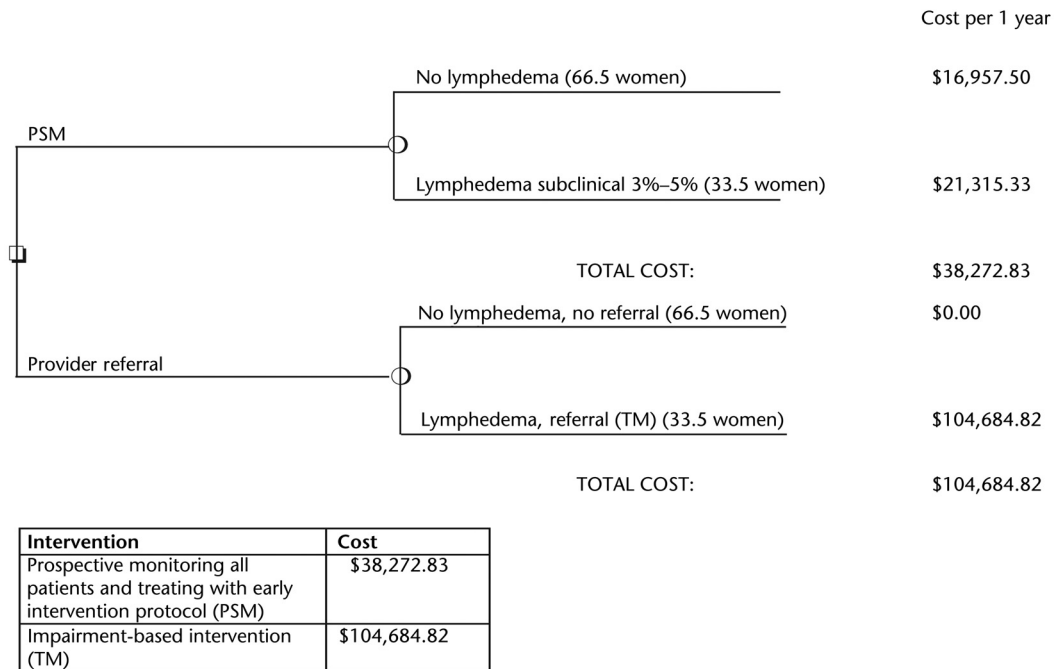 Cost per 1 year
No lymphedema (66.5 women) $16,957.50
PSM
Lymphedema subclinical 3%–5% (33.5 women) $21,315.33
TOTAL COST: $38,272.83
No lymphedema, no referral (66.5 women) $0.00
Provider referral
Lymphedema, referral (TM) (33.5 women) $104,684.82
TOTAL COST: $104,684.82
Intervention Cost
Prospective monitoring all $38,272.83
patients and treating with early
intervention protocol (PSM)
Impairment-based intervention $104,684.82
(TM)